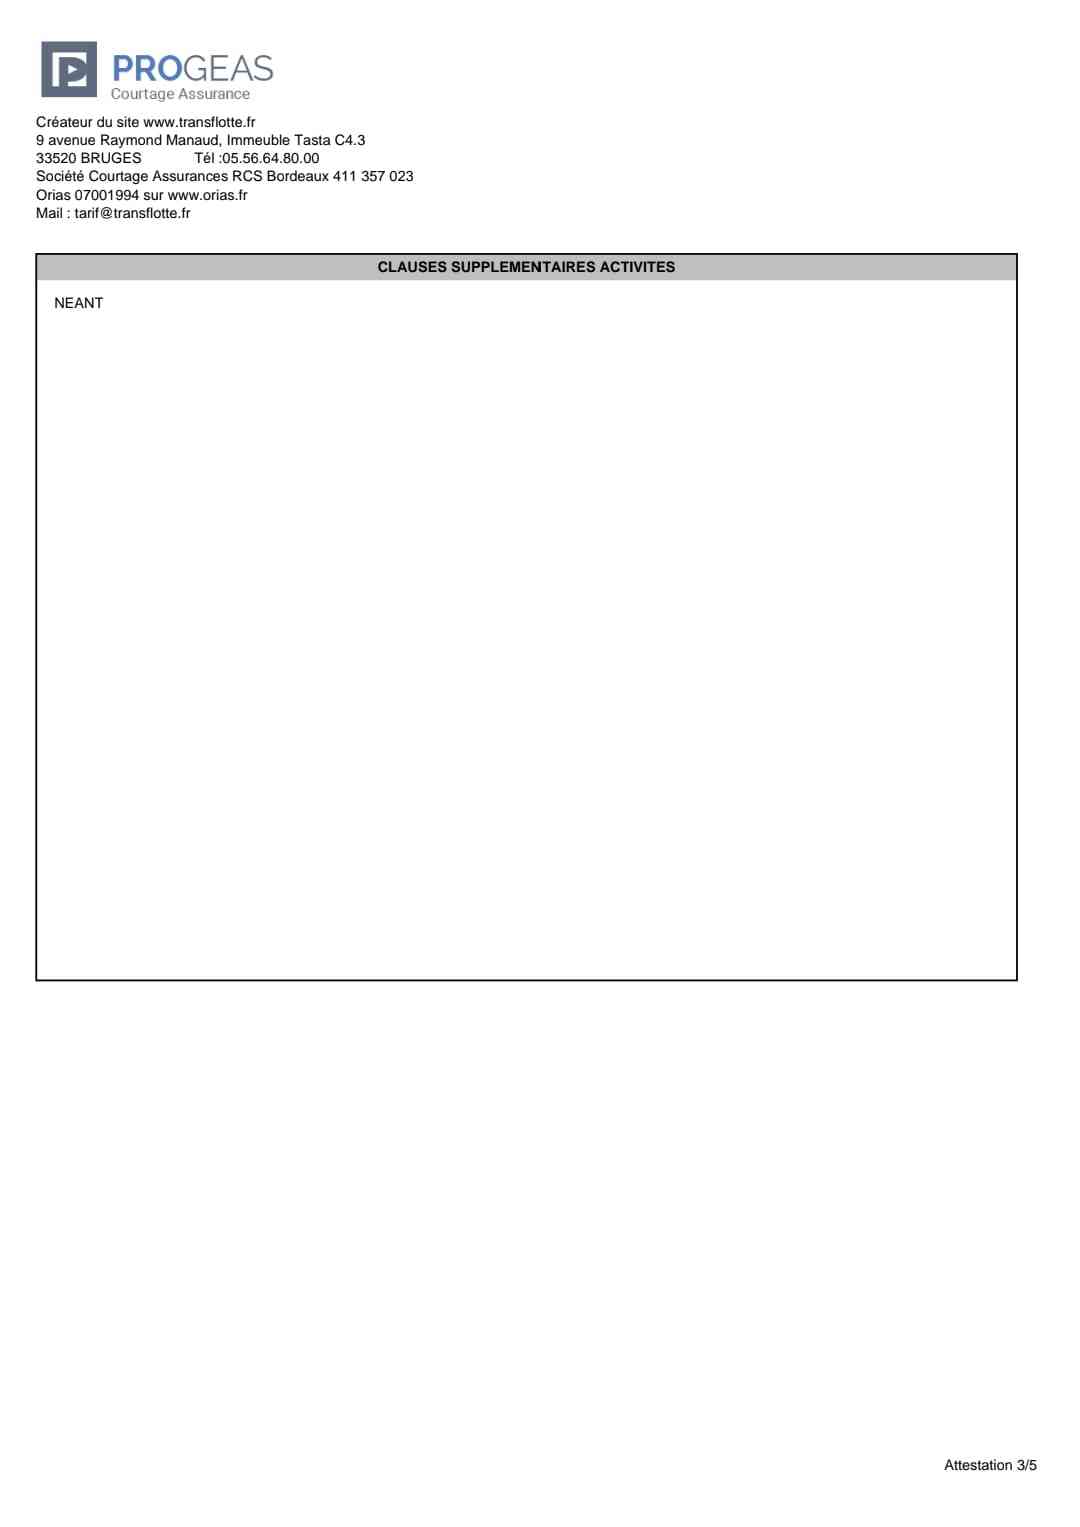 PROGEAS
Courtage Assurance
Créateur du site www.transflotte.fr
9 avenue Raymond Manaud, Immeuble Tasta C4.3
33520 BRUGES Tél :05.56.64.80.00
Société Courtage Assurances RCS Bordeaux 411 357 023
Orias 07001994 sur www.orias.fr
Mail : tarif@transflotte.fr
CLAUSES SUPPLEMENTAIRES ACTIVITES
NEANT
Attestation 3/5